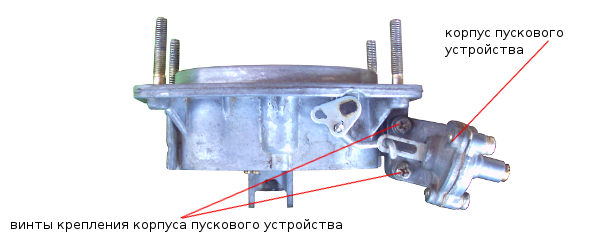 корпус пускового
устройства
винты крепления корпуса пускового устройства